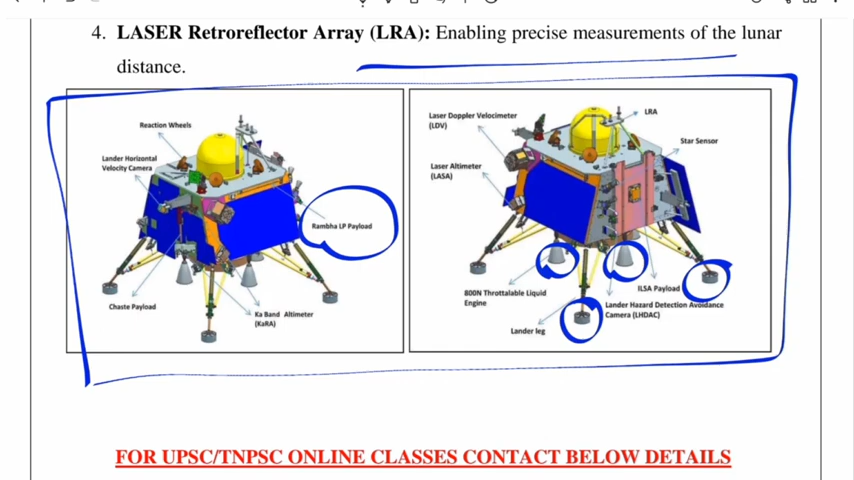 4. LASER Retroreflector Array (LRA): Enabling precise measurements of the lunar
distance.
Reaction Wheels
Lander Horizontal
Velocity Camera
Rambha LP Payload
Chaste Payload
Ka Band Altimeter
(KaRA)
Laser Doppler Velocimeter
(LDV)
LRA
Star Sensor
Laser Altimeter
(LASA)
800N Throttalable Liquid
Engine
ILSA Payload
Lander Hazard Detection Avoidance
Camera (LHDAC)
Lander leg
FOR UPSC/TNPSC ONLINE CLASSES CONTACT BELOW DETAILS